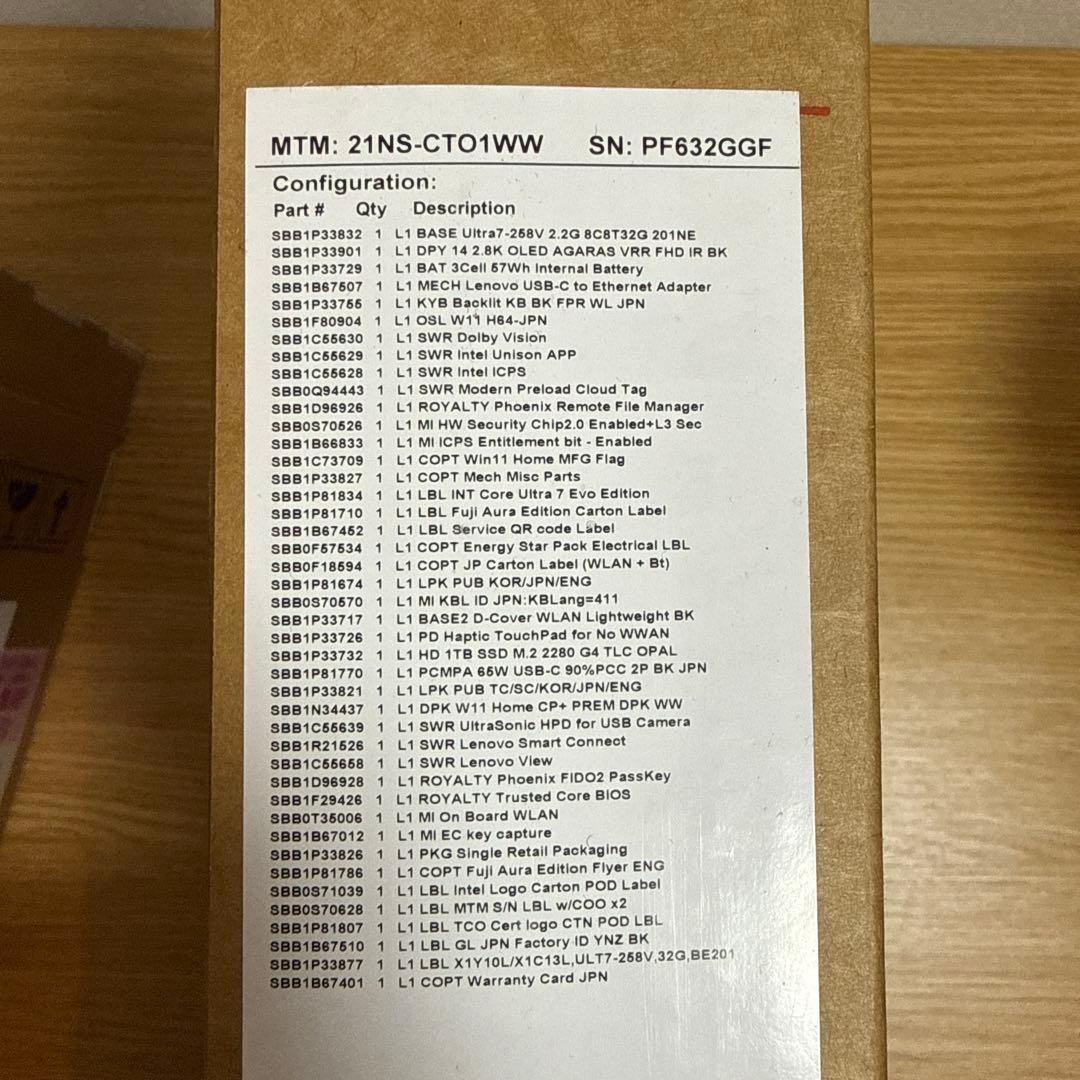 MTM: 21NS-CTO1WW SN: PF632GGF
Configuration:
Part # Qty Description
SBB1P33832 1 L1 BASE Ultra7-258V 2.2G 8C8T32G 201NE
SBB1P33901 1 L1 DPY 14 2.8K OLED AGARAS VRR FHD IR BK
SBB1P33729 1 L1 BAT 3Cell 57Wh Internal Battery
SBB1B67507 1 L1 MECH Lenovo USB-C to Ethernet Adapter
SBB1P33755 1 L1 KYB Backlit KB BK FPR WL JPN
SBB1F80904 1 L1 OSL W11 H64-JPN
SBB1C55630 1 L1 SWR Dolby Vision
SBB1C55629 1 L1 SWR Intel Unison APP
SBB1C55628 1 L1 SWR Intel ICPS
SBB0Q94443 1 L1 SWR Modern Preload Cloud Tag
SBB1D96926 1 L1 ROYALTY Phoenix Remote File Manager
SBB0S70526 1 L1 MI HW Security Chip2.0 Enabled+L3 Sec
SBB1B66833 1 L1 MI ICPS Entitlement bit - Enabled
SBB1C73709 1 L1 COPT Win11 Home MFG Flag
SBB1P33827 1 L1 COPT Mech Misc Parts
SBB1P81834 1 L1 LBL INT Core Ultra 7 Evo Edition
SBB1P81710 1 L1 LBL Fuji Aura Edition Carton Label
SBB1B67452 1 L1 LBL Service QR code Label
SBB0F57534 1 L1 COPT Energy Star Pack Electrical LBL
SBB0F18594 1 L1 COPT JP Carton Label (WLAN + Bt)
SBB1P81674 1 L1 LPK PUB KOR/JPN/ENG
SBB0S70570 1 L1 MI KBL ID JPN:KBLang=411
SBB1P33717 1 L1 BASE2 D-Cover WLAN Lightweight BK
SBB1P33726 1 L1 PD Haptic TouchPad for No WWAN
SBB1P33732 1 L1 HD 1TB SSD M.2 2280 G4 TLC OPAL
SBB1P81770 1 L1 PCMPA 65W USB-C 90%PCC 2P BK JPN
SBB1P33821 1 L1 LPK PUB TC/SC/KOR/JPN/ENG
SBB1N34437 1 L1 DPK W11 Home CP+ PREM DPK WW
SBB1C55639 1 L1 SWR UltraSonic HPD for USB Camera
SBB1R21526 1 L1 SWR Lenovo Smart Connect
SBB1C55658 1 L1 SWR Lenovo View
SBB1D96928 1 L1 ROYALTY Phoenix FIDO2 PassKey
SBB1F29426 1 L1 ROYALTY Trusted Core BIOS
SBB0T35006 1 L1 MI On Board WLAN
SBB1B67012 1 L1 MI EC key capture
SBB1P33826 1 L1 PKG Single Retail Packaging
SBB1P81786 1 L1 COPT Fuji Aura Edition Flyer ENG
SBB0S71039 1 L1 LBL Intel Logo Carton POD Label
SBB0S70628 1 L1 LBL MTM S/N LBL w/COO x2
SBB1P81807 1 L1 LBL TCO Cert logo CTN POD LBL
SBB1B67510 1 L1 LBL GL JPN Factory ID YNZ BK
SBB1P33877 1 L1 LBL X1Y10L/X1C13L,ULT7-258V,32G,BE201
SBB1B67401 1 L1 COPT Warranty Card JPN